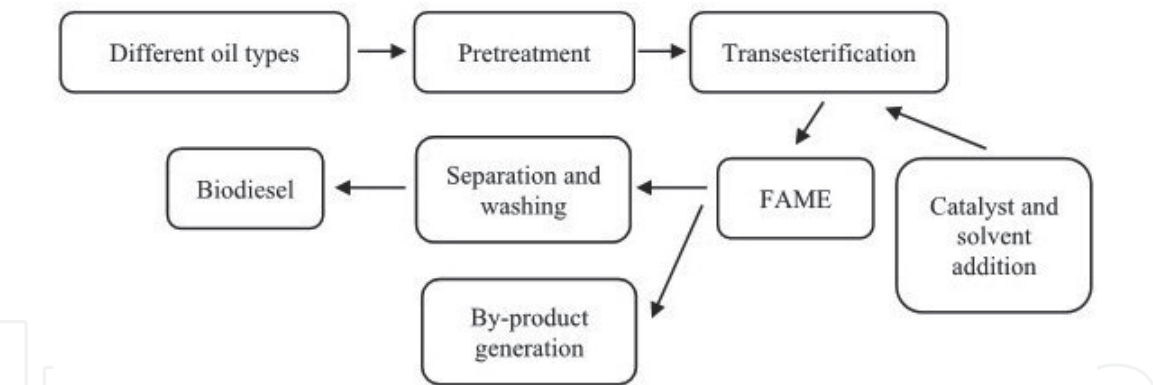 Different oil types
Pretreatment
Transesterification
Biodiesel
Separation and
washing
FAME
Catalyst and
solvent
addition
By-product
generation